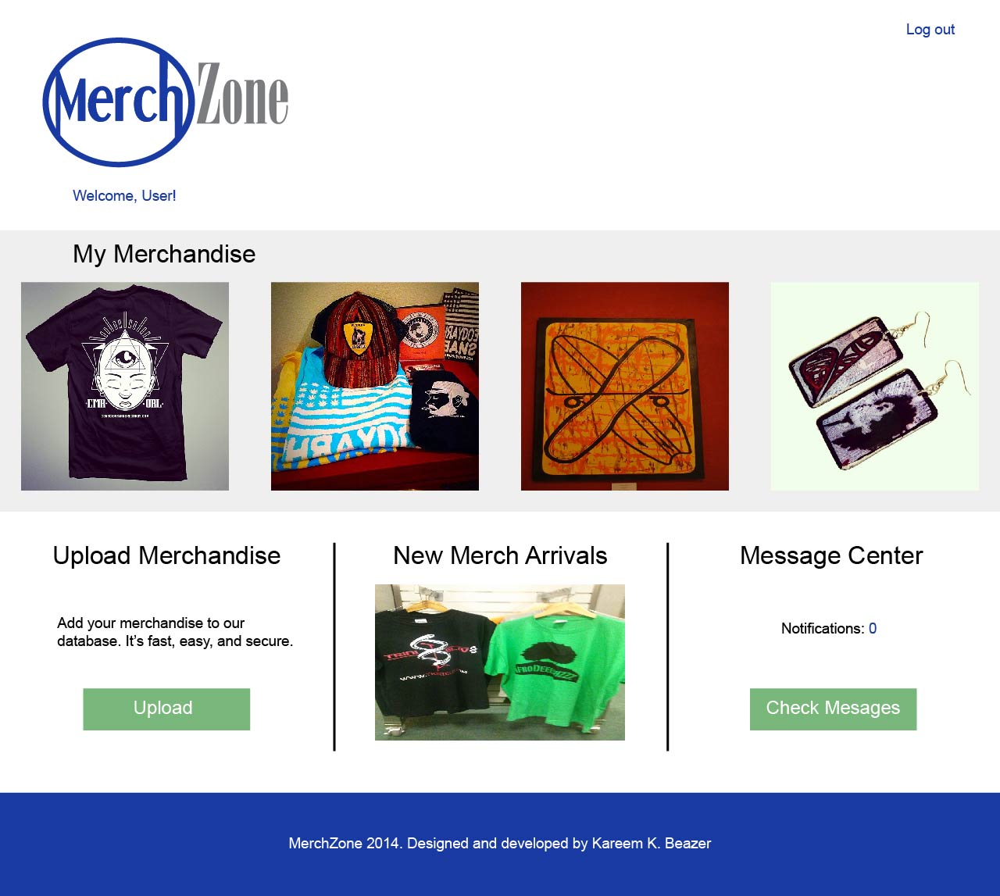 Log out
MerchZone
Welcome, User!
My Merchandise
CMR ORL
Upload Merchandise
New Merch Arrivals
Message Center
Add your merchandise to our
database. It’s fast, easy, and secure.
Notifications: 0
Upload
Check Mesages
MerchZone 2014. Designed and developed by Kareem K. Beazer